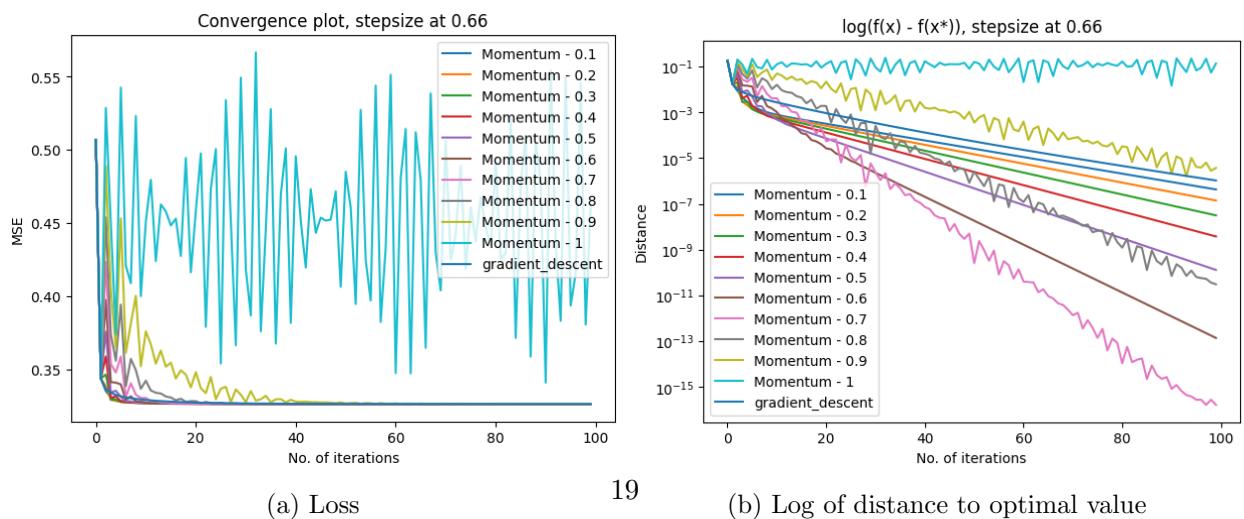 Convergence plot, stepsize at 0.66
MSE
0.55
0.50
0.45
0.40
0.35
0
20
40
60
80
100
No. of iterations
Momentum - 0.1
Momentum - 0.2
Momentum - 0.3
Momentum - 0.4
Momentum - 0.5
Momentum - 0.6
Momentum - 0.7
Momentum - 0.8
Momentum - 0.9
Momentum - 1
gradient_descent
(a) Loss
log(f(x) - f(x*)), stepsize at 0.66
Distance
10⁻¹
10⁻³
10⁻⁵
10⁻⁷
10⁻⁹
10⁻¹¹
10⁻¹³
10⁻¹⁵
Momentum - 0.1
Momentum - 0.2
Momentum - 0.3
Momentum - 0.4
Momentum - 0.5
Momentum - 0.6
Momentum - 0.7
Momentum - 0.8
Momentum - 0.9
Momentum - 1
gradient_descent
0
20
40
60
80
100
No. of iterations
(b) Log of distance to optimal value
19